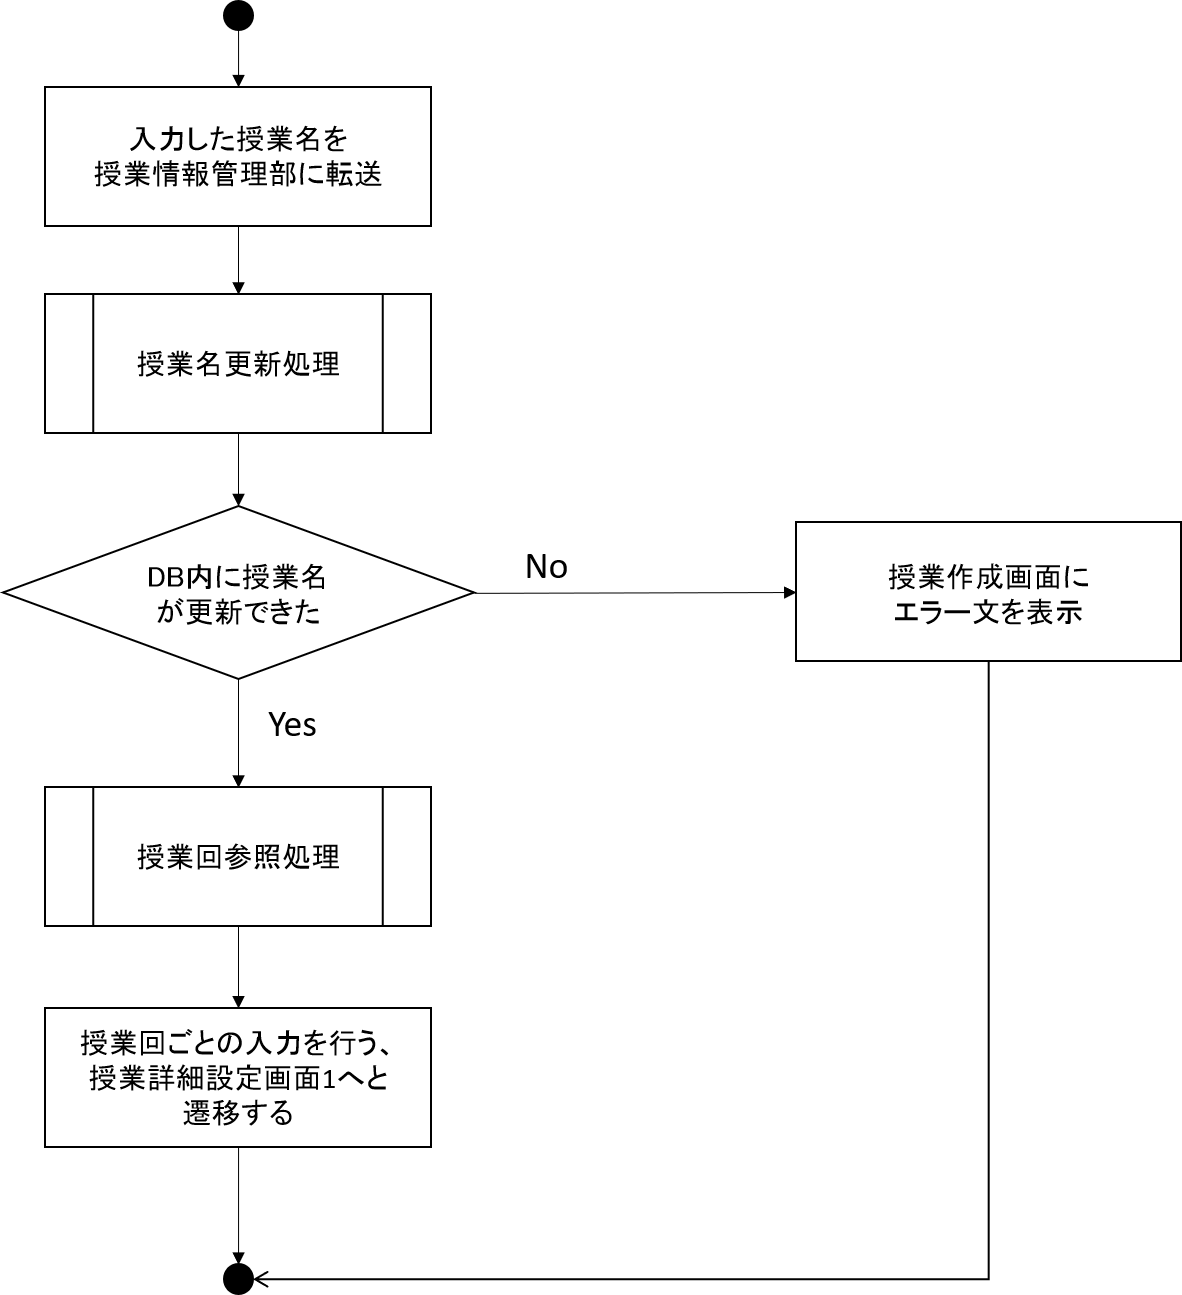 入力した授業名を
授業情報管理部に転送
授業名更新処理
DB内に授業名
が更新できた
No
授業作成画面に
エラー文を表示
Yes
授業回参照処理
授業回ごとの入力を行う、
授業詳細設定画面1へと
遷移する